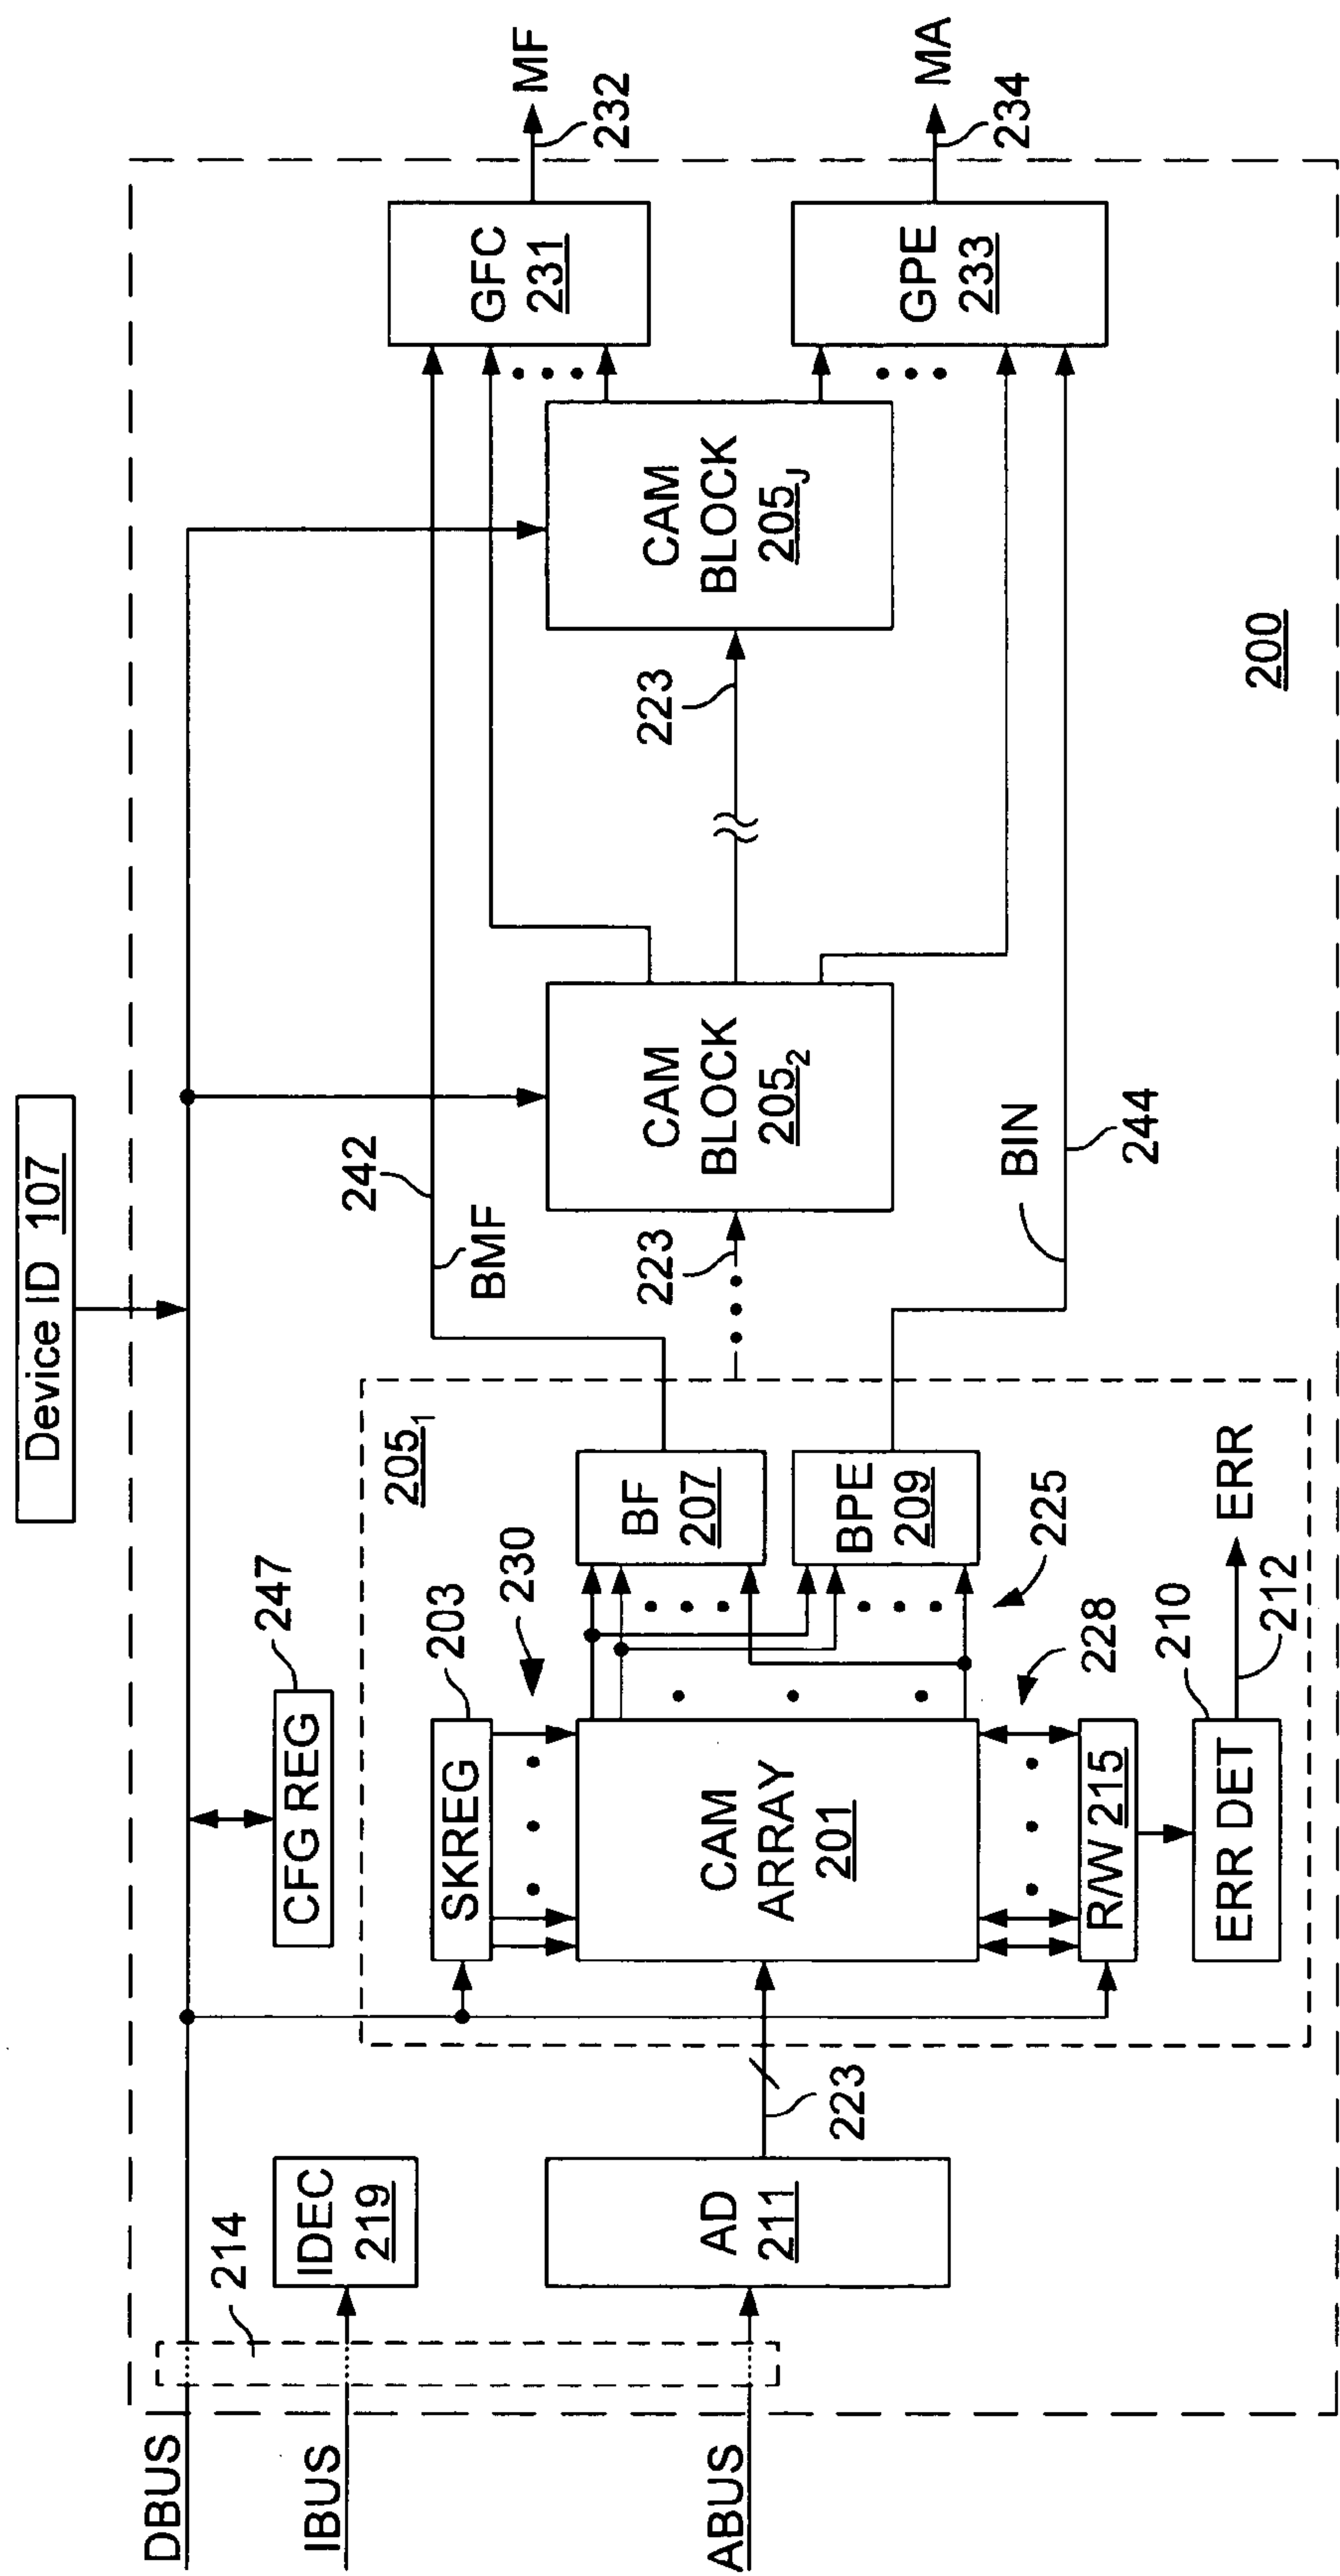 Device ID 107
DBUS
IBUS
ABUS
214
IDEC
219
AD
211
223
CFG REG
247
205₁
SKREG
203
230
CAM
ARRAY
201
BF
207
BPE
209
225
228
R/W 215
210
ERR DET
212
ERR
242
BMF
223
BIN
244
CAM
BLOCK
205₂
223
CAM
BLOCK
205J
GFC
231
MF
232
GPE
233
MA
234
200